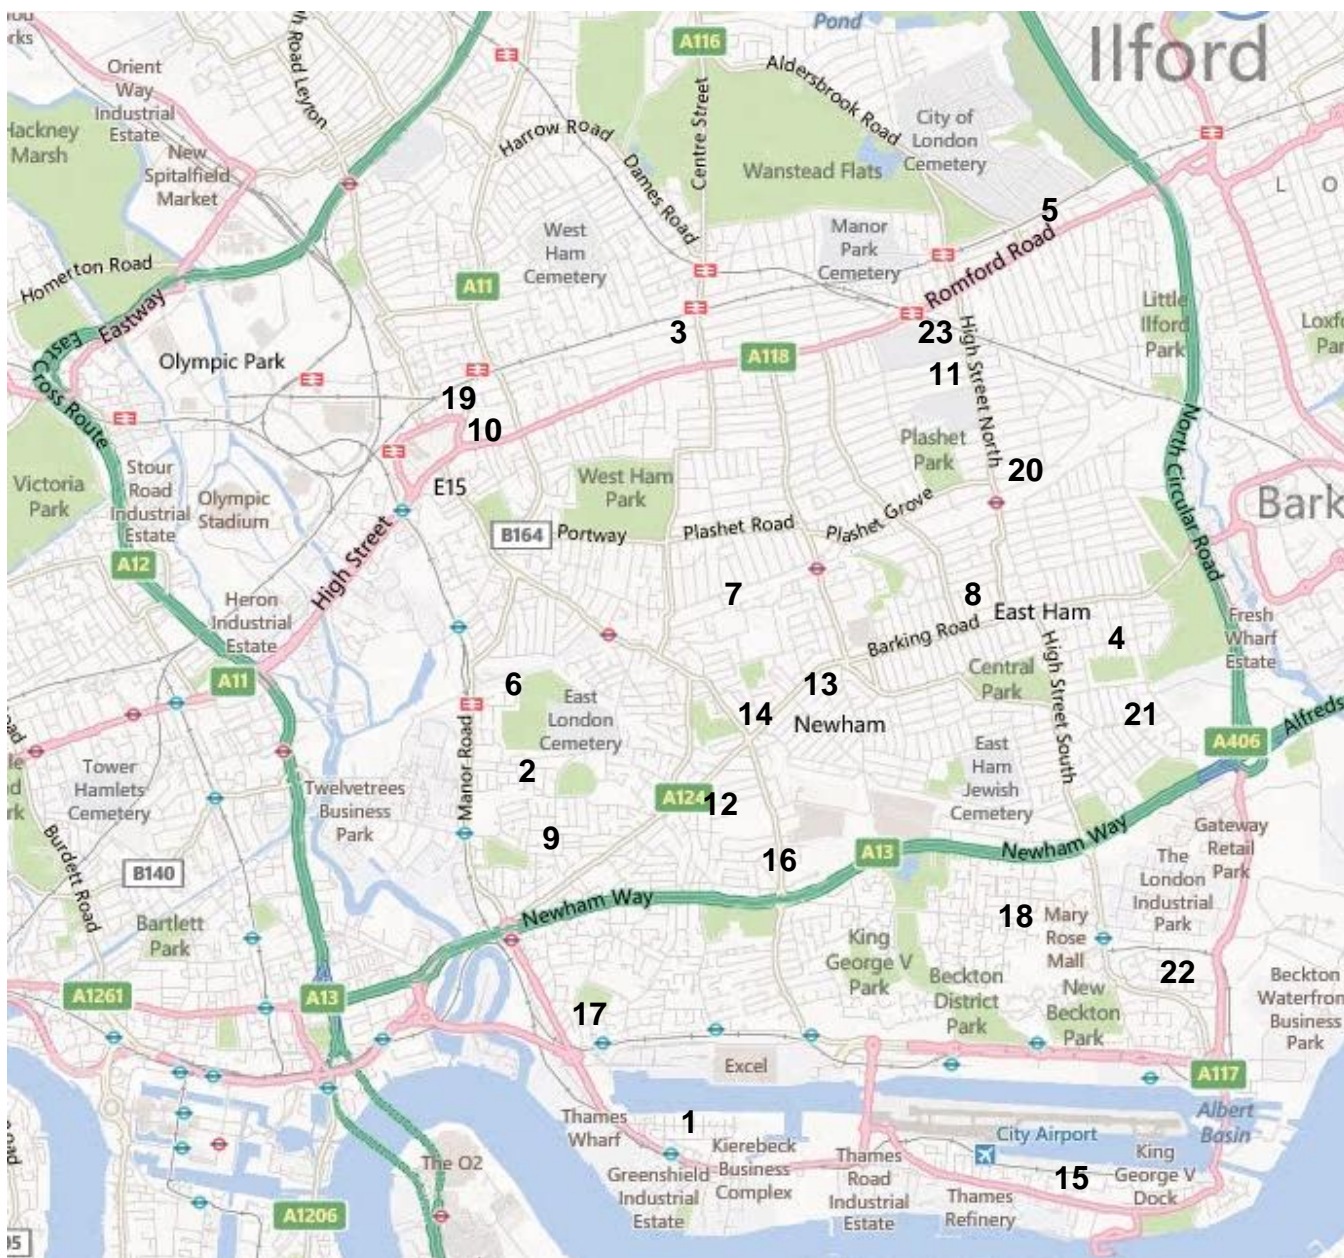 Pond
A116
Ilford
Orient
Way
Industrial
Estate
Road Leyton
Aldersbrook Road
Centre Street
City of
London
Cemetery
Hackney
Marsh
Harrow Road
New
Spitalfield
Market
Dames Road
Wanstead Flats
L O
5
West
Ham
Cemetery
Manor
Park
Cemetery
Romford Road
Homerton Road
A11
Eastway
East Cross Route
Little
Ilford
Park
3
23
High Street North
Olympic Park
A118
11
19
10
North Circular Road
Plashet
Park
20
Victoria
Park
Stour
Road
Industrial
Estate
Olympic
Stadium
E15
West Ham
Park
B164
Portway
Plashet Road
Plashet Grove
High Street
A12
7
8
Heron
Industrial
Estate
East Ham
Barking Road
4
Fresh
Wharf
Estate
A11
6
East
London
Cemetery
13
Central
Park
High Street South
14
Newham
21
A406
Manor Road
Tower
Hamlets
Cemetery
2
East
Ham
Jewish
Cemetery
Twelvetrees
Business
Park
A124
12
9
Burdett Road
B140
16
A13
Newham Way
Gateway
Retail
Park
The
London
Industrial
Park
Newham Way
Bartlett
Park
18
Mary
Rose
Mall
King
George V
Park
22
A1261
A13
Beckton
District
Park
New
Beckton
Park
Beckton
Waterfront
Business
Park
17
Excel
A117
Albert
Basin
1
Thames
Wharf
City Airport
Kierebeck
Business
Complex
The O2
Greenshield
Industrial
Estate
Thames
Road
Industrial
Estate
15
King
George V
Dock
Thames
Refinery
A1206